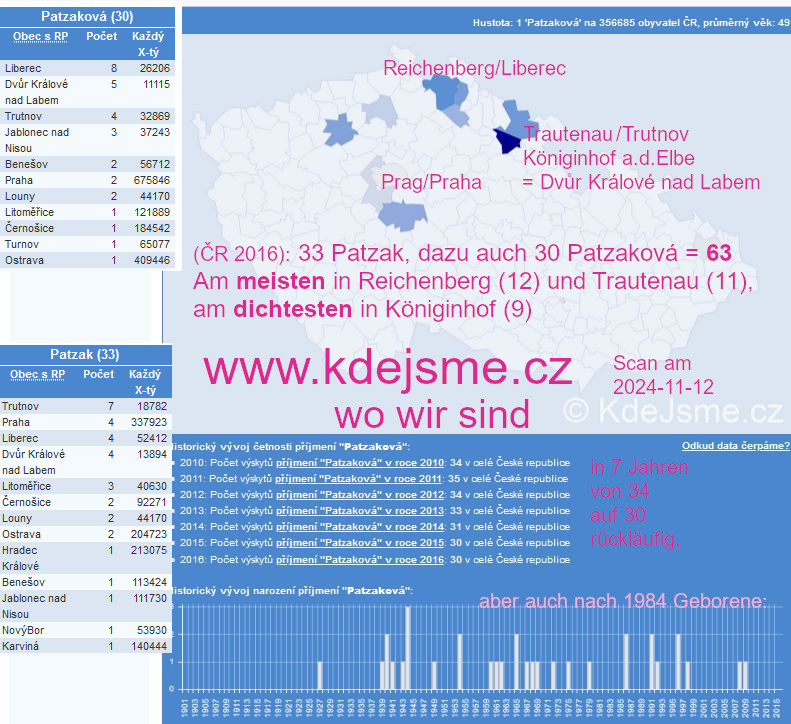 Patzaková (30)
Obec s RP Počet Každý
X-tý
Liberec 8 26206
Dvůr Králové 5 11115
nad Labem
Trutnov 4 32869
Jablonec nad 3 37243
Nisou
Benešov 2 56712
Praha 2 675846
Louny 2 44170
Litoměřice 1 121889
Černošice 1 184542
Turnov 1 65077
Ostrava 1 409446
Hustota: 1 'Patzaková' na 356685 obyvatel ČR, průměrný věk: 49
Reichenberg/Liberec
Trautenau/Trutnov
Königinhof a.d.Elbe
= Dvůr Králové nad Labem
Prag/Praha
(ČR 2016): 33 Patzak, dazu auch 30 Patzaková = 63
Am meisten in Reichenberg (12) und Trautenau (11),
am dichtesten in Königinhof (9)
www.kdejsme.cz
wo wir sind
Scan am
2024-11-12
© KdeJsme.cz
Patzak (33)
Obec s RP Počet Každý
X-tý
Trutnov 7 18782
Praha 4 337923
Liberec 4 52412
Dvůr Králové 4 13894
nad Labem
Litoměřice 3 40630
Černošice 2 92271
Louny 2 44170
Ostrava 2 204723
Hradec 1 213075
Králové
Benešov 1 113424
Jablonec nad 1 111730
Nisou
NovýBor 1 53930
Karviná 1 140444
Historický vývoj četnosti příjmení "Patzaková":
Odkud data čerpáme?
2010: Počet výskytů příjmení "Patzaková" v roce 2010: 34 v celé České republice
2011: Počet výskytů příjmení "Patzaková" v roce 2011: 35 v celé České republice
2012: Počet výskytů příjmení "Patzaková" v roce 2012: 34 v celé České republice
2013: Počet výskytů příjmení "Patzaková" v roce 2013: 33 v celé České republice
2014: Počet výskytů příjmení "Patzaková" v roce 2014: 31 v celé České republice
2015: Počet výskytů příjmení "Patzaková" v roce 2015: 30 v celé České republice
2016: Počet výskytů příjmení "Patzaková" v roce 2016: 30 v celé České republice
in 7 Jahren
von 34
auf 30
rückläufig,
Historický vývoj narození příjmení "Patzaková":
aber auch nach 1984 Geborene:
3
2
1
0
1901 1903 1905 1907 1909 1911 1913 1915 1917 1919 1921 1923 1925 1927 1929 1931 1933 1935 1937 1939 1941 1943 1945 1947 1949 1951 1953 1955 1957 1959 1961 1963 1965 1967 1969 1971 1973 1975 1977 1979 1981 1983 1985 1987 1989 1991 1993 1995 1997 1999 2001 2003 2005 2007 2009 2011 2013 2015